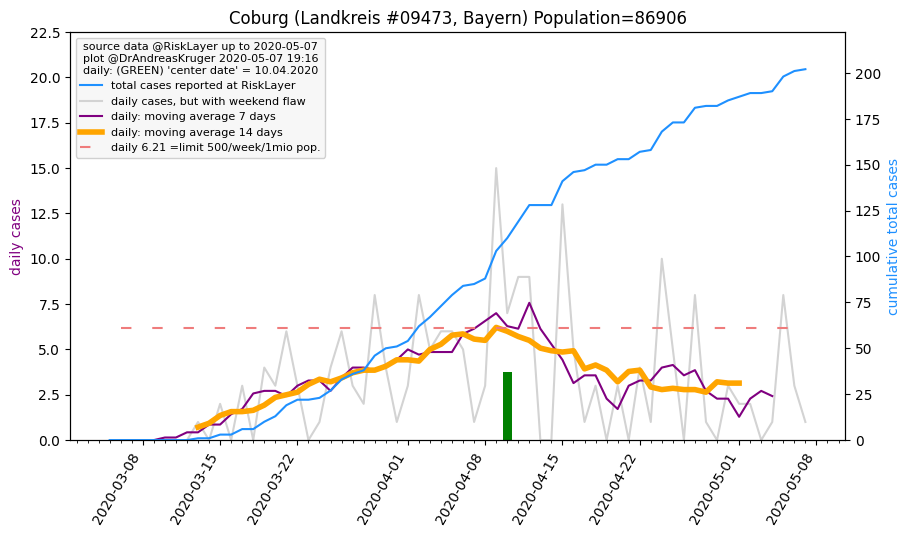 Coburg (Landkreis #09473, Bayern) Population=86906
source data @RiskLayer up to 2020-05-07
plot @DrAndreasKruger 2020-05-07 19:16
daily: (GREEN) 'center date' = 10.04.2020
total cases reported at RiskLayer
daily cases, but with weekend flaw
daily: moving average 7 days
daily: moving average 14 days
daily 6.21 =limit 500/week/1mio pop.
daily cases
22.5
20.0
17.5
15.0
12.5
10.0
7.5
5.0
2.5
0.0
cumulative total cases
200
175
150
125
100
75
50
25
0
2020-03-08
2020-03-15
2020-03-22
2020-04-01
2020-04-08
2020-04-15
2020-04-22
2020-05-01
2020-05-08